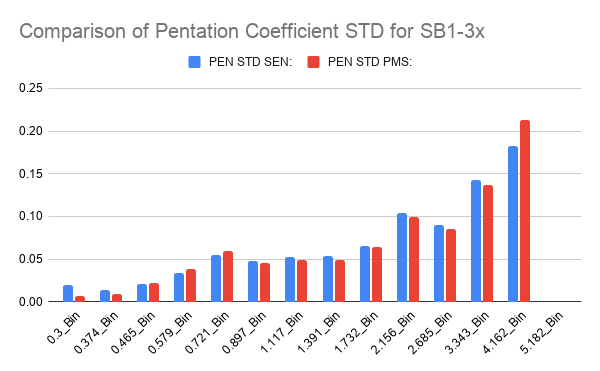 Comparison of Pentation Coefficient STD for SB1-3x
PEN STD SEN: PEN STD PMS:
0.25
0.20
0.15
0.10
0.05
0.00
0.3_Bin 0.374_Bin 0.465_Bin 0.579_Bin 0.721_Bin 0.897_Bin 1.117_Bin 1.391_Bin 1.732_Bin 2.156_Bin 2.685_Bin 3.343_Bin 4.162_Bin 5.182_Bin